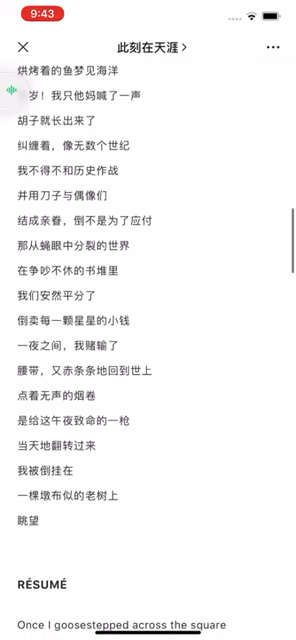 9:43
此刻在天涯
烘烤着的鱼梦见海洋
岁！我只他妈喊了一声
胡子就长出来了
纠缠着，像无数个世纪
我不得不和历史作战
并用刀子与偶像们
结成亲眷，倒不是为了应付
那从蝇眼中分裂的世界
在争吵不休的书堆里
我们安然平分了
倒卖每一颗星星的小钱
一夜之间，我赌输了
腰带，又赤条条地回到世上
点着无声的烟卷
是给这午夜致命的一枪
当天地翻转过来
我被倒挂在
一棵墩布似的老树上
眺望
RÉSUMÉ
Once I goosestepped across the square